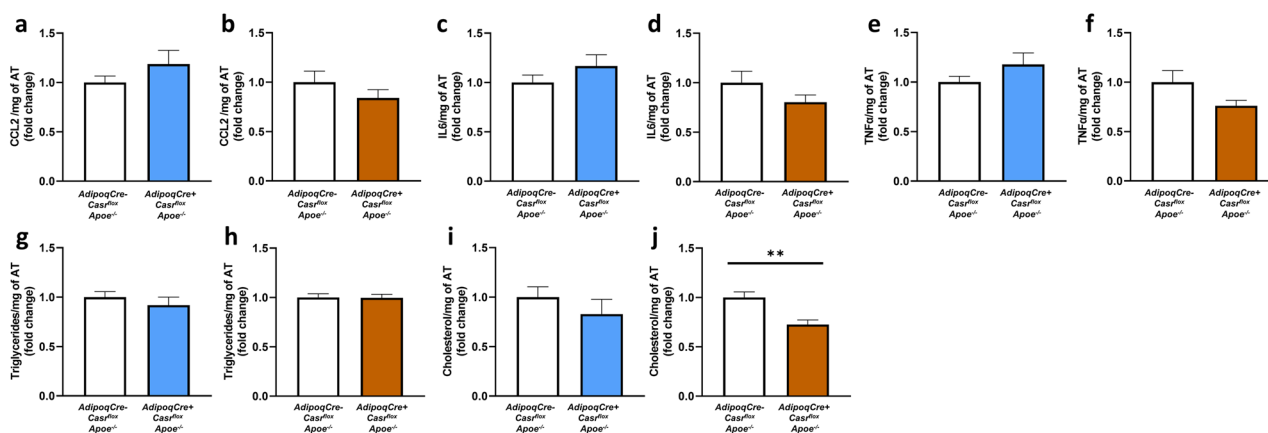 a
CCL2 /mg of AT
(fold change)
1.5
1.0
0.5
0.0
AdipoqCre- AdipoqCre+
Casrflox Casrflox
Apoe-/- Apoe-/-
b
CCL2 /mg of AT
(fold change)
1.5
1.0
0.5
0.0
AdipoqCre- AdipoqCre+
Casrflox Casrflox
Apoe-/- Apoe-/-
c
IL6/mg of AT
(fold change)
1.5
1.0
0.5
0.0
AdipoqCre- AdipoqCre+
Casrflox Casrflox
Apoe-/- Apoe-/-
d
IL6/mg of AT
(fold change)
1.5
1.0
0.5
0.0
AdipoqCre- AdipoqCre+
Casrflox Casrflox
Apoe-/- Apoe-/-
e
TNFα/mg of AT
(fold change)
1.5
1.0
0.5
0.0
AdipoqCre- AdipoqCre+
Casrflox Casrflox
Apoe-/- Apoe-/-
f
TNFα/mg of AT
(fold change)
1.5
1.0
0.5
0.0
AdipoqCre- AdipoqCre+
Casrflox Casrflox
Apoe-/- Apoe-/-
g
Triglycerides/mg of AT
(fold change)
1.5
1.0
0.5
0.0
AdipoqCre- AdipoqCre+
Casrflox Casrflox
Apoe-/- Apoe-/-
h
Triglycerides/mg of AT
(fold change)
1.5
1.0
0.5
0.0
AdipoqCre- AdipoqCre+
Casrflox Casrflox
Apoe-/- Apoe-/-
i
Cholesterol/mg of AT
(fold change)
1.5
1.0
0.5
0.0
AdipoqCre- AdipoqCre+
Casrflox Casrflox
Apoe-/- Apoe-/-
j
Cholesterol/mg of AT
(fold change)
1.5
1.0
0.5
0.0
**
AdipoqCre- AdipoqCre+
Casrflox Casrflox
Apoe-/- Apoe-/-